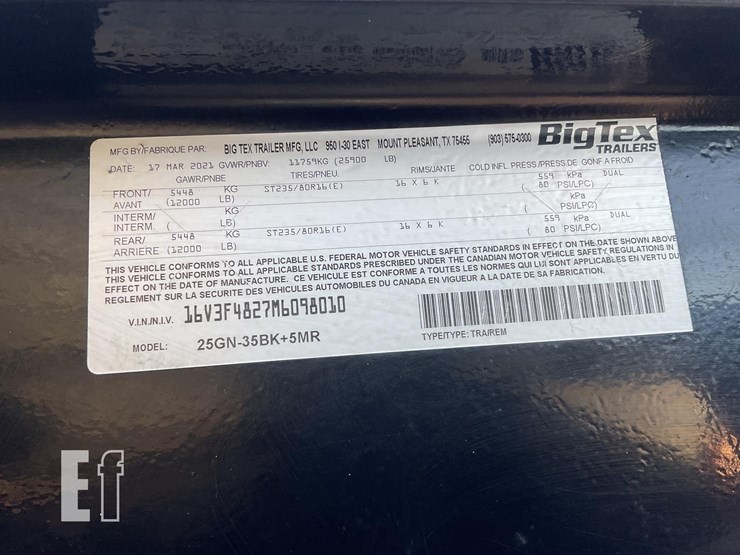 MFG BY/FABRIQUE PAR: BIG TEX TRAILER MFG, LLC 950 I-30 EAST MOUNT PLEASANT, TX 75455 (903) 575-0300 BigTex
TRAILERS
DATE: 17 MAR 2021 GVWR/PNBV: 11759KG (25900 LB)
GAWR/PNBE TIRES/PNEU. RIMS/JANTE COLD INFL. PRESS/PRESS.DE GONF A FROID
FRONT/ 5448 KG ST235/80R16(E) 16 X 6 K 559 kPa DUAL
AVANT (12000 LB) ( 80 PSI/LPC)
INTERM/ KG kPa
INTERM. ( LB) ( PSI/LPC)
REAR/ 5448 KG ST235/80R16(E) 16 X 6 K 559 kPa DUAL
ARRIERE (12000 LB) ( 80 PSI/LPC)
THIS VEHICLE CONFORMS TO ALL APPLICABLE U.S. FEDERAL MOTOR VEHICLE SAFETY STANDARDS IN EFFECT ON THE DATE SHOWN ABOVE
THIS VEHICLE CONFORMS TO ALL APPLICABLE STANDARDS PRESCRIBED UNDER THE CANADIAN MOTOR VEHICLE SAFETY REGULATIONS IN
EFFECT ON THE DATE OF MANUFACTURE. CE VEHICULE EST CONFORME A TOUTES LES NORMES QUI LUI SONT APPLICABLES EN VERTU DU
REGLEMENT SUR LA SECURITE DES VEHICULES AUTOMOBILES DU CANADA EN VIGUEUR A LA DATE DE SA FABRICATION.
V.I.N./N.I.V. 16V3F4827M6098010
MODEL: 25GN-35BK+5MR TYPE/TYPE: TRA/REM
Ef